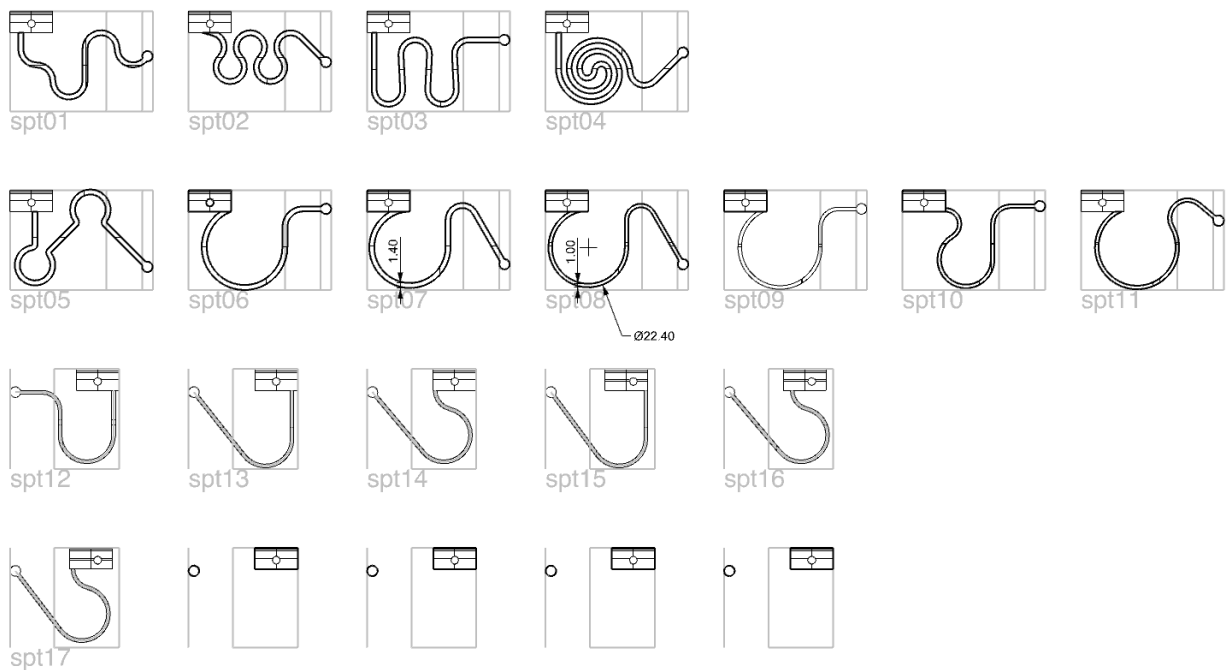 spt01 spt02 spt03 spt04
1.40 1.00
spt05 spt06 spt07 spt08 spt09 spt10 spt11
Ø22.40
spt12 spt13 spt14 spt15 spt16
spt17